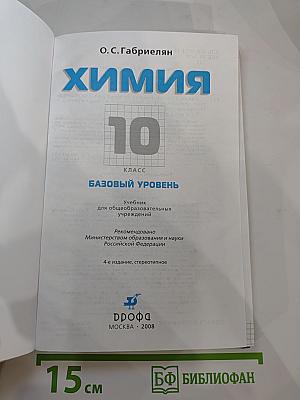 О. С. Габриелян
ХИМИЯ
10
КЛАСС
БАЗОВЫЙ УРОВЕНЬ
Учебник
для общеобразовательных
учреждений
Рекомендовано
Министерством образования и науки
Российской Федерации
4-е издание, стереотипное
дрофа
МОСКВА · 2008
15 см
БФ БИБЛИОФАН